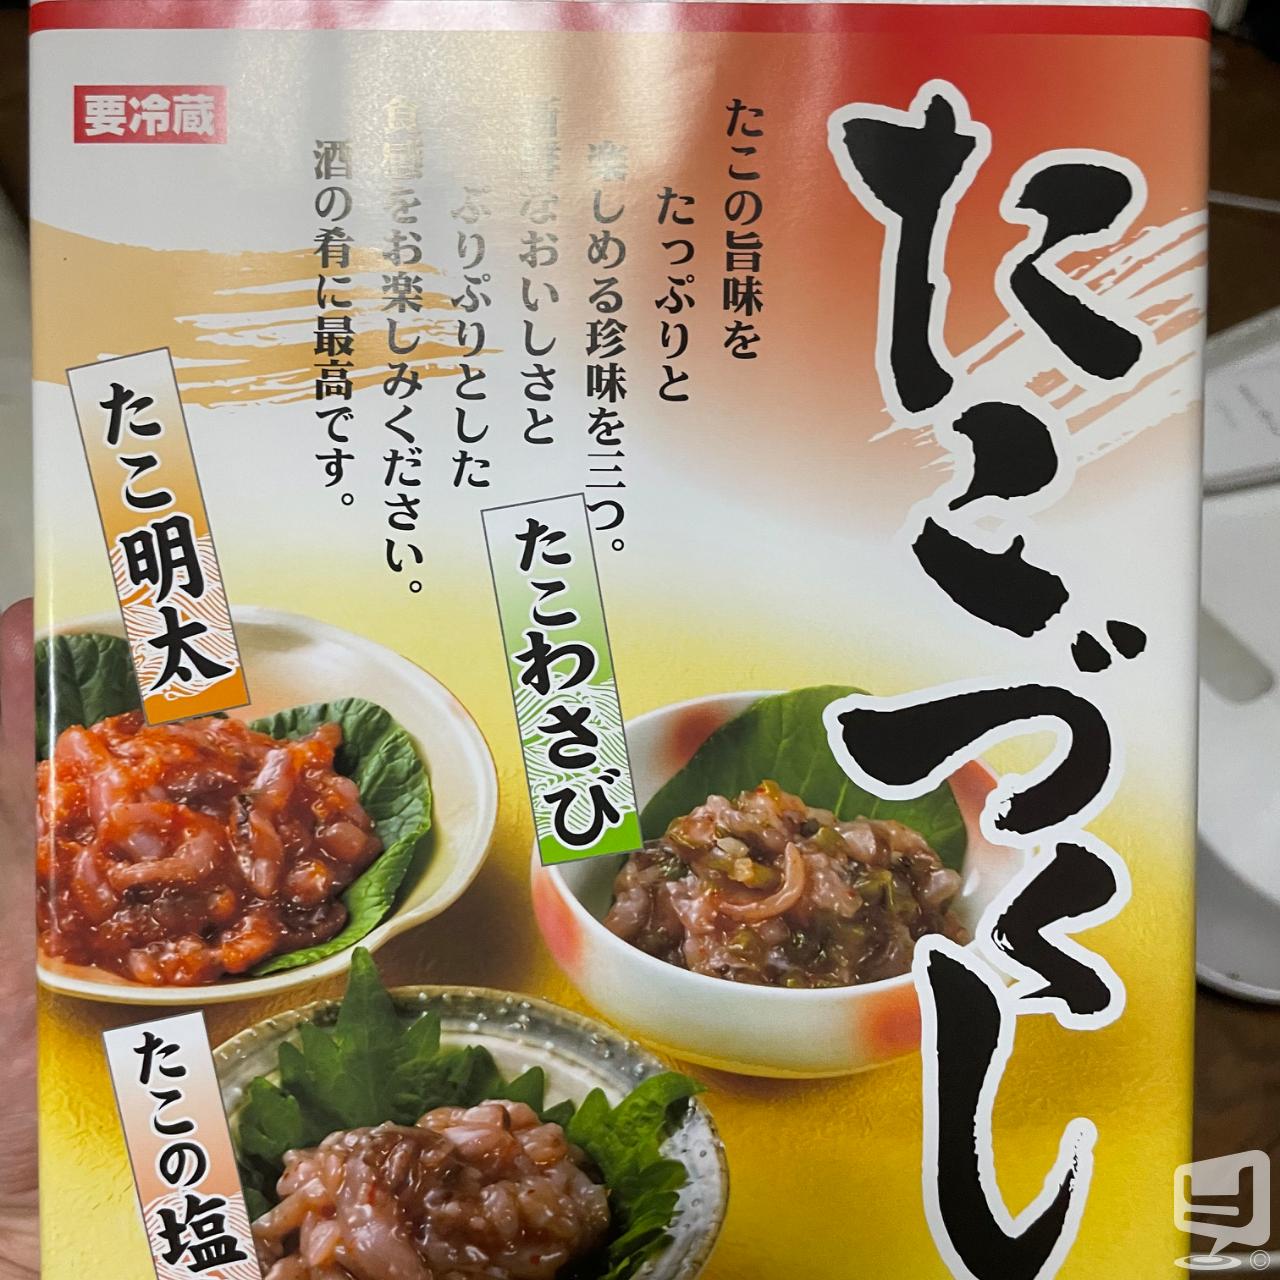 たこづくし
たこの旨味を
たっぷりと
楽しめる珍味を三つ。
なおいしさと
ぷりぷりとした
食感をお楽しみください。
酒の肴に最高です。
要冷蔵
たこ明太
たこわさび
たこの塩